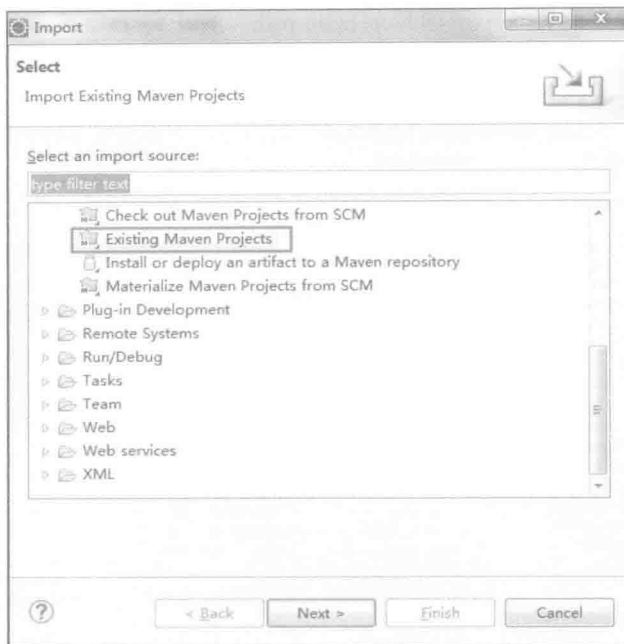 Import
Select
Import Existing Maven Projects
Select an import source:
type filter text
Check out Maven Projects from SCM
Existing Maven Projects
Install or deploy an artifact to a Maven repository
Materialize Maven Projects from SCM
Plug-in Development
Remote Systems
Run/Debug
Tasks
Team
Web
Web services
XML
?
< Back
Next >
Finish
Cancel